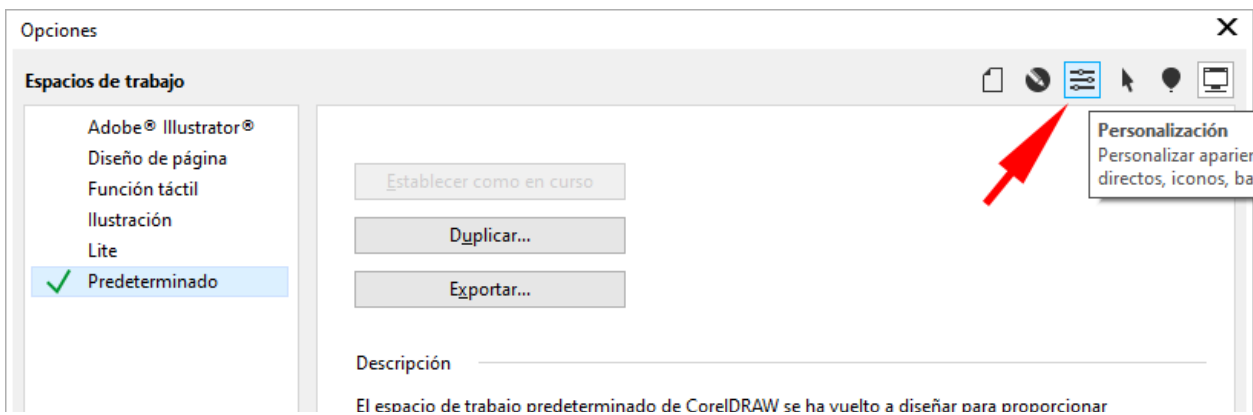 Opciones
Espacios de trabajo
Adobe® Illustrator®
Diseño de página
Función táctil
Ilustración
Lite
Predeterminado
Establecer como en curso
Duplicar...
Exportar...
Descripción
El espacio de trabajo predeterminado de CorelDRAW se ha vuelto a diseñar para proporcionar
Personalización
Personalizar
directos, iconos,